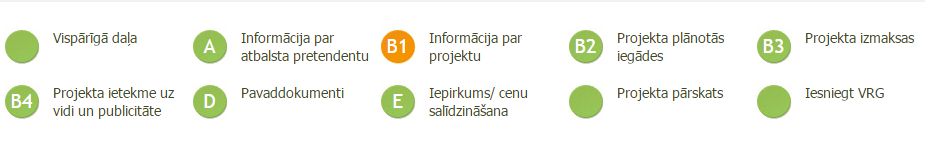 Vispārīgā daļa
A Informācija par
atbalsta pretendentu
B1 Informācija par
projektu
B2 Projekta plānotās
iegādes
B3 Projekta izmaksas
B4 Projekta ietekme uz
vidi un publicitāte
D Pavaddokumenti
E Iepirkums/ cenu
salīdzināšana
Projekta pārskats
Iesniegt VRG